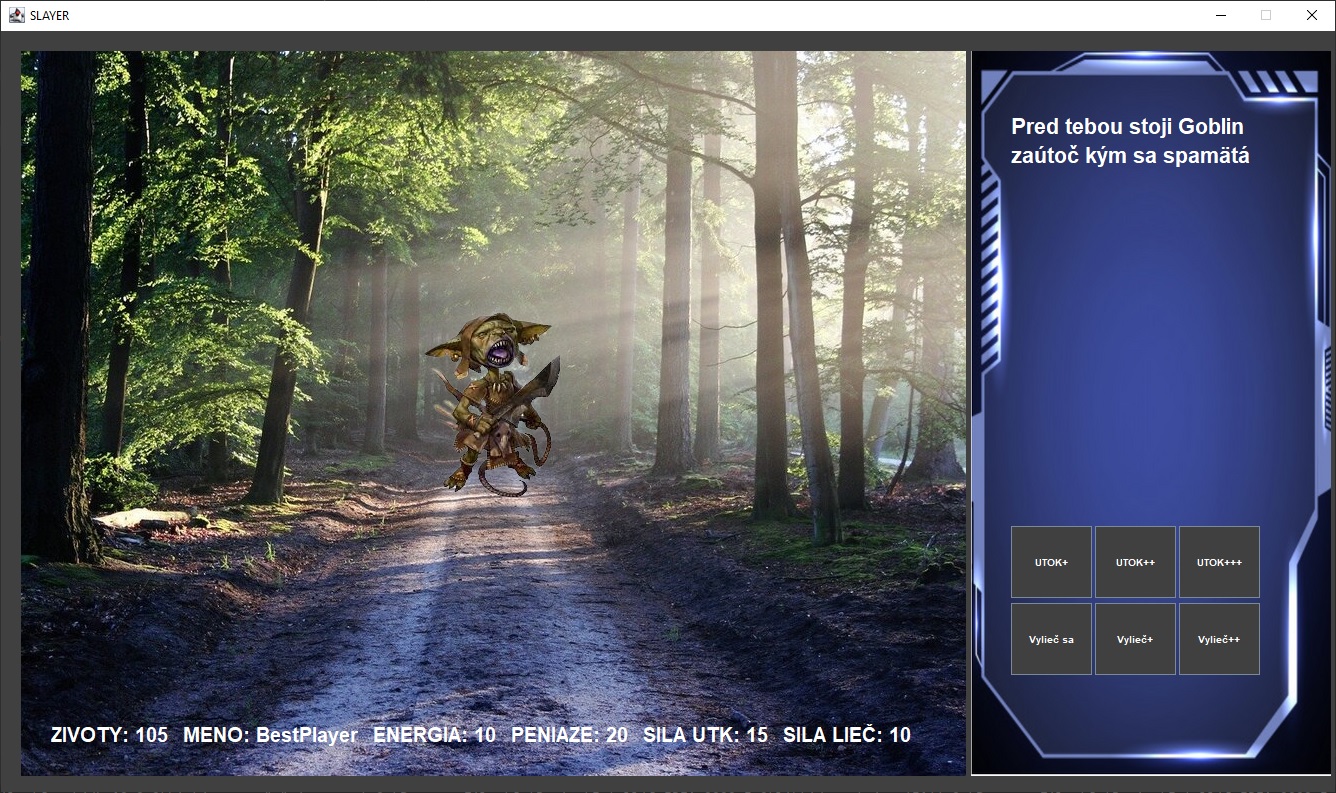 SLAYER
Pred tebou stoji Goblin
zaútoč kým sa spamätá
UTOK+ UTOK++ UTOK+++
Vylieč sa Vylieč+ Vylieč++
ZIVOTY: 105 MENO: BestPlayer ENERGIA: 10 PENIAZE: 20 SILA UTK: 15 SILA LIEČ: 10